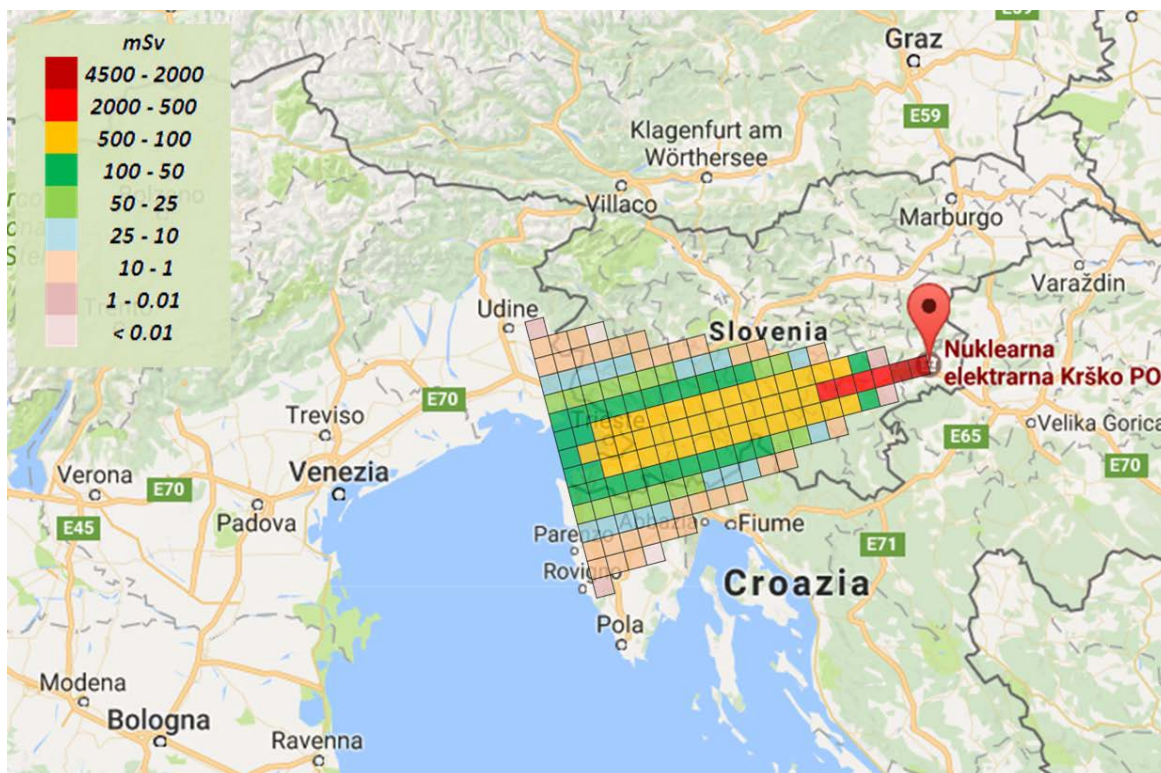 mSv
4500 - 2000
2000 - 500
500 - 100
100 - 50
50 - 25
25 - 10
10 - 1
1 - 0.01
< 0.01
Graz
E59
Klagenfurt am
Wörthersee
Villaco
Marburgo
Varaždin
Udine
Slovenia
Nuklearna
elektrarna Krško PO
Velika Gorica
Treviso
E70
Trieste
E65
E70
Verona
E70
Venezia
E45
Padova
Parenzo
Abbazia
Fiume
E71
Rovigno
Croazia
Pola
Modena
Bologna
Ravenna